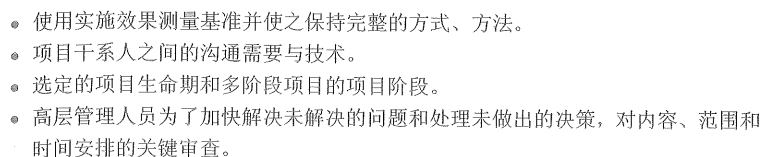 • 使用实施效果测量基准并使之保持完整的方式、方法。
• 项目干系人之间的沟通需要与技术。
• 选定的项目生命期和多阶段项目的项目阶段。
• 高层管理人员为了加快解决未解决的问题和处理未做出的决策，对内容、范围和
时间安排的关键审查。